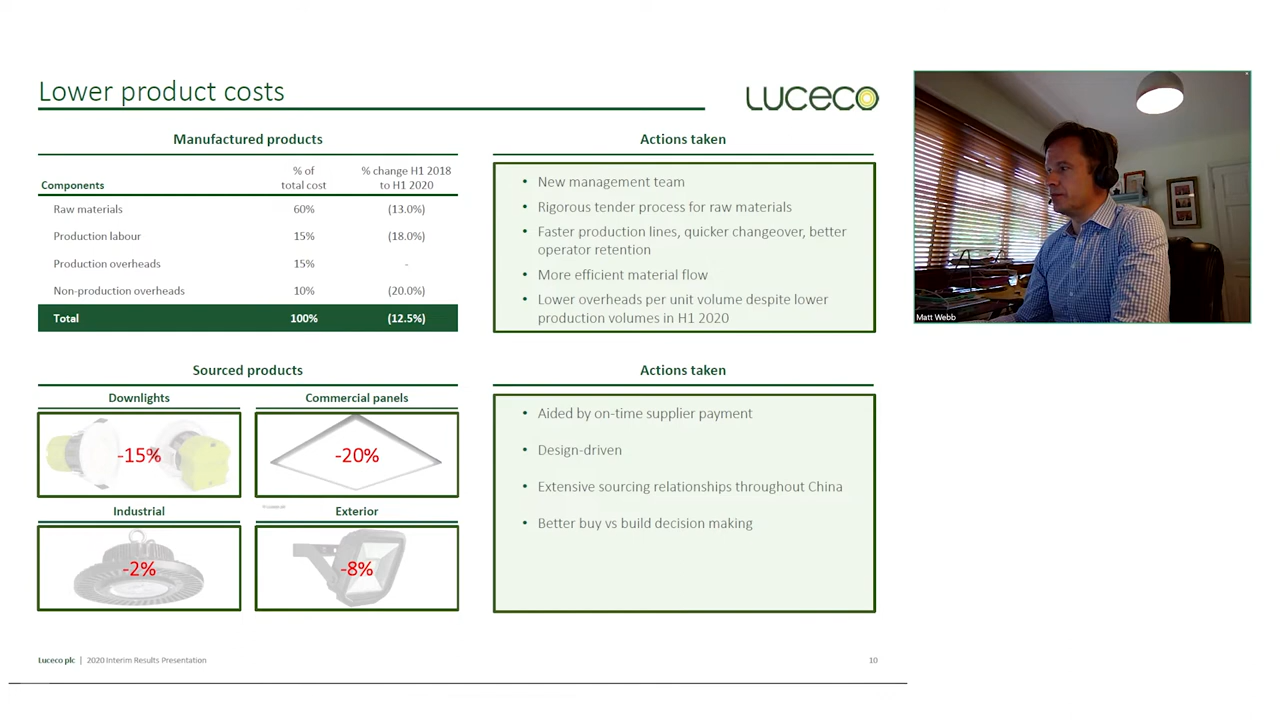 Lower product costs
LUCECO
Manufactured products
Components % of total cost % change H1 2018 to H1 2020
Raw materials 60% (13.0%)
Production labour 15% (18.0%)
Production overheads 15% -
Non-production overheads 10% (20.0%)
Total 100% (12.5%)
Actions taken
• New management team
• Rigorous tender process for raw materials
• Faster production lines, quicker changeover, better
operator retention
• More efficient material flow
• Lower overheads per unit volume despite lower
production volumes in H1 2020
Sourced products
Downlights
-15%
Commercial panels
-20%
Industrial
-2%
Exterior
-8%
Actions taken
• Aided by on-time supplier payment
• Design-driven
• Extensive sourcing relationships throughout China
• Better buy vs build decision making
Luceco plc | 2020 Interim Results Presentation
10
Matt Webb